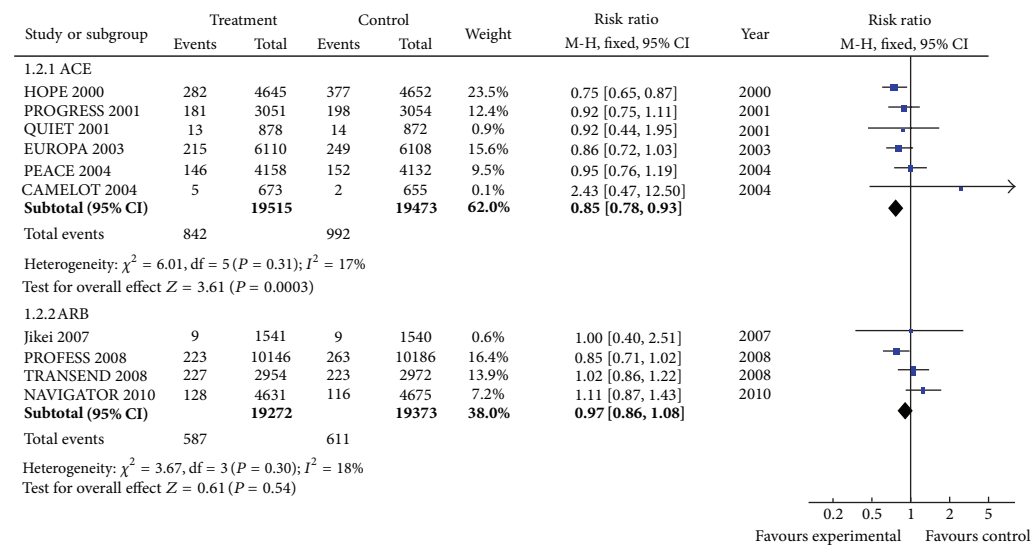 Study or subgroup Treatment Control Weight Risk ratio Year Risk ratio
Events Total Events Total M-H, fixed, 95% CI M-H, fixed, 95% CI
1.2.1 ACE
HOPE 2000 282 4645 377 4652 23.5% 0.75 [0.65, 0.87] 2000
PROGRESS 2001 181 3051 198 3054 12.4% 0.92 [0.75, 1.11] 2001
QUIET 2001 13 878 14 872 0.9% 0.92 [0.44, 1.95] 2001
EUROPA 2003 215 6110 249 6108 15.6% 0.86 [0.72, 1.03] 2003
PEACE 2004 146 4158 152 4132 9.5% 0.95 [0.76, 1.19] 2004
CAMELOT 2004 5 673 2 655 0.1% 2.43 [0.47, 12.50] 2004
Subtotal (95% CI) 19515 19473 62.0% 0.85 [0.78, 0.93]
Total events 842 992
Heterogeneity: χ² = 6.01, df = 5 (P = 0.31); I² = 17%
Test for overall effect Z = 3.61 (P = 0.0003)
1.2.2 ARB
Jikei 2007 9 1541 9 1540 0.6% 1.00 [0.40, 2.51] 2007
PROFESS 2008 223 10146 263 10186 16.4% 0.85 [0.71, 1.02] 2008
TRANSEND 2008 227 2954 223 2972 13.9% 1.02 [0.86, 1.22] 2008
NAVIGATOR 2010 128 4631 116 4675 7.2% 1.11 [0.87, 1.43] 2010
Subtotal (95% CI) 19272 19373 38.0% 0.97 [0.86, 1.08]
Total events 587 611
Heterogeneity: χ² = 3.67, df = 3 (P = 0.30); I² = 18%
Test for overall effect Z = 0.61 (P = 0.54)
0.2 0.5 1 2 5
Favours experimental Favours control